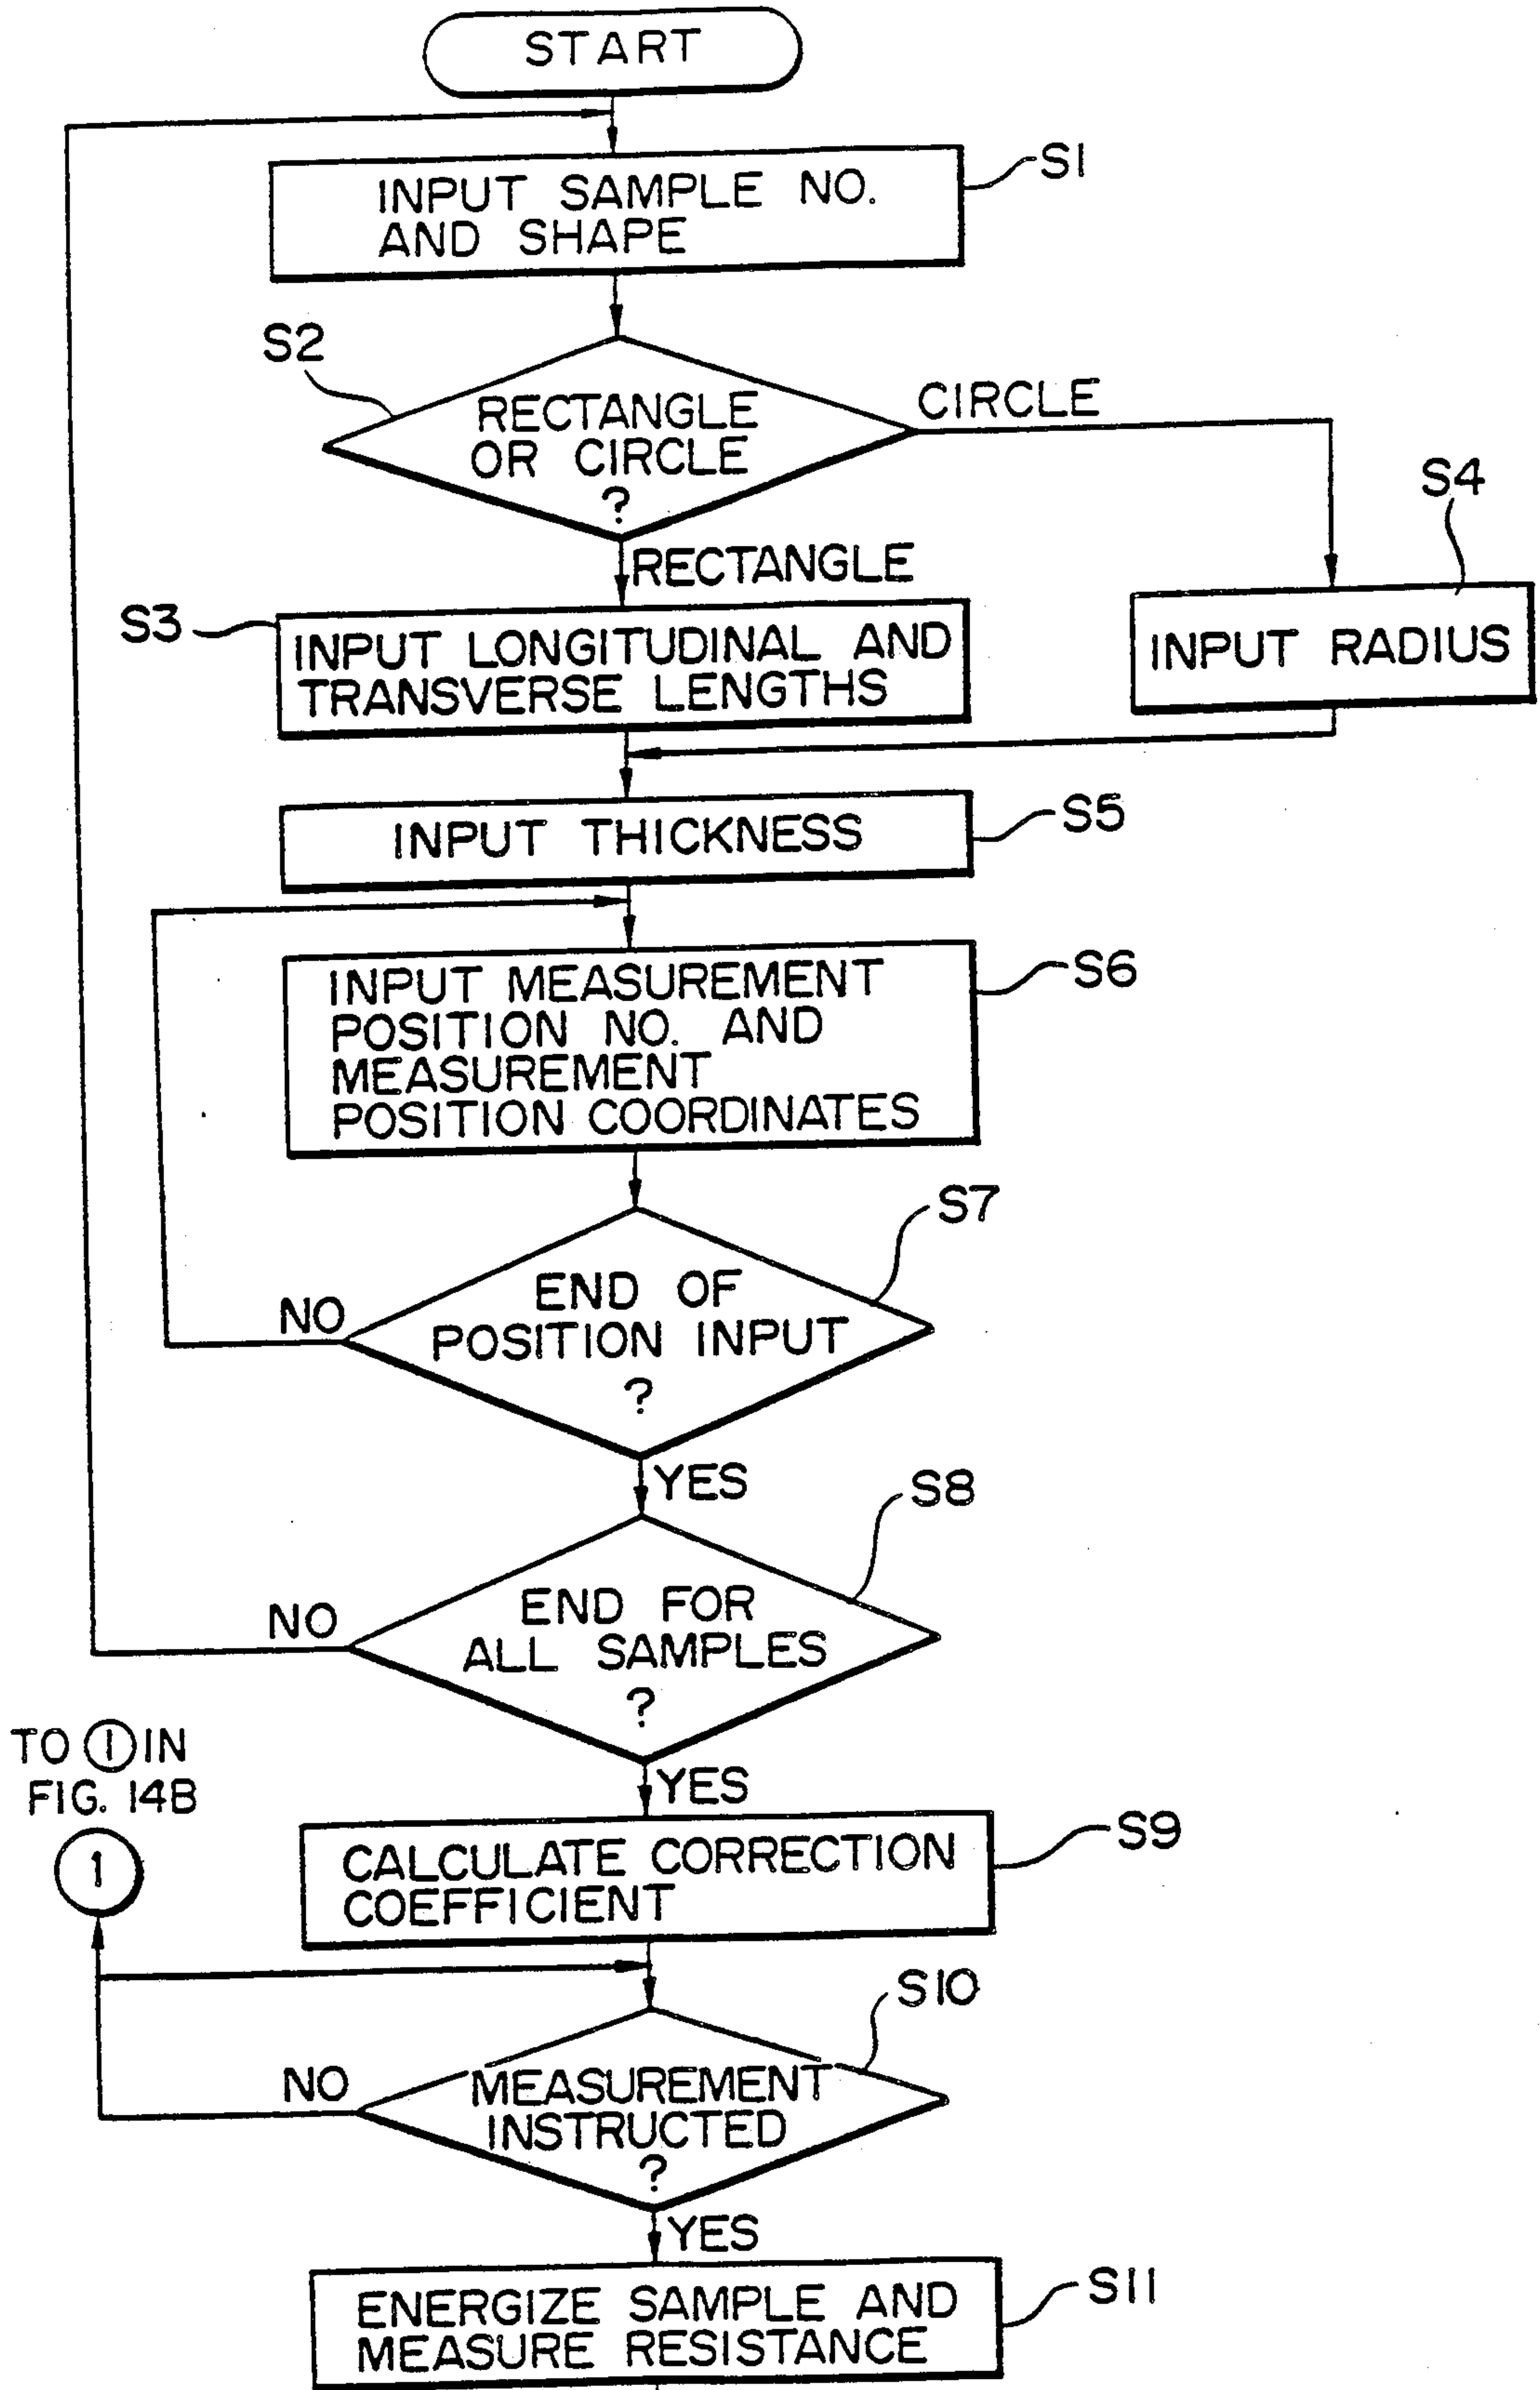 START
INPUT SAMPLE NO.
AND SHAPE
S1
S2
RECTANGLE
OR CIRCLE
?
CIRCLE
RECTANGLE
S3
INPUT LONGITUDINAL AND
TRANSVERSE LENGTHS
S4
INPUT RADIUS
INPUT THICKNESS
S5
INPUT MEASUREMENT
POSITION NO. AND
MEASUREMENT
POSITION COORDINATES
S6
S7
END OF
POSITION INPUT
?
NO
YES
S8
END FOR
ALL SAMPLES
?
NO
YES
TO 1 IN
FIG. 14B
1
CALCULATE CORRECTION
COEFFICIENT
S9
S10
MEASUREMENT
INSTRUCTED
?
NO
YES
ENERGIZE SAMPLE AND
MEASURE RESISTANCE
S11